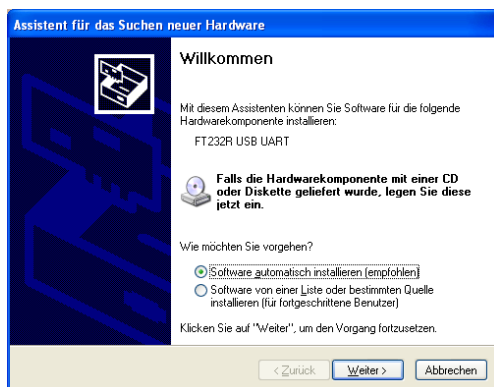 Assistent für das Suchen neuer Hardware
Willkommen
Mit diesem Assistenten können Sie Software für die folgende
Hardwarekomponente installieren:
FT232R USB UART
Falls die Hardwarekomponente mit einer CD
oder Diskette geliefert wurde, legen Sie diese
jetzt ein.
Wie möchten Sie vorgehen?
Software automatisch installieren (empfohlen)
Software von einer Liste oder bestimmten Quelle
installieren (für fortgeschrittene Benutzer)
Klicken Sie auf "Weiter", um den Vorgang fortzusetzen.
< Zurück Weiter > Abbrechen